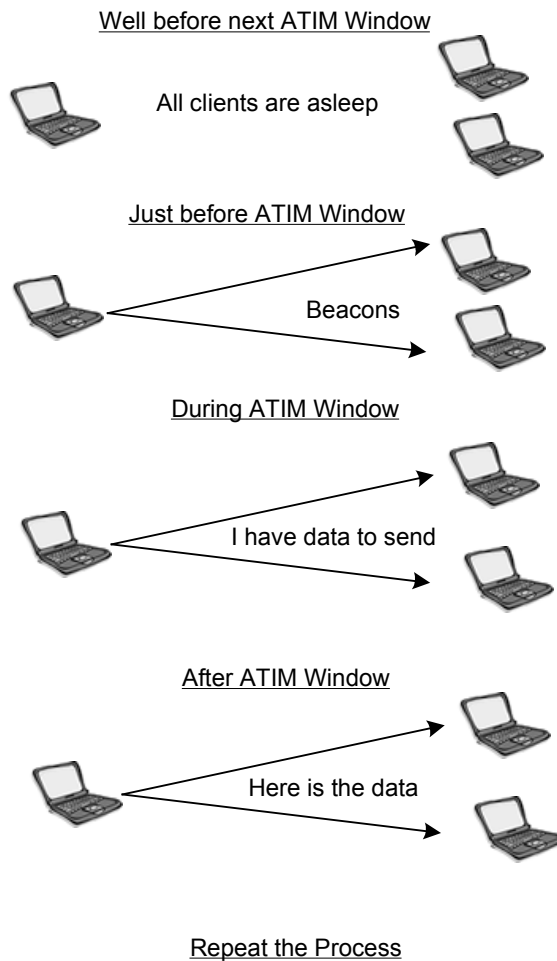 Well before next ATIM Window
All clients are asleep
Just before ATIM Window
Beacons
During ATIM Window
I have data to send
After ATIM Window
Here is the data
Repeat the Process